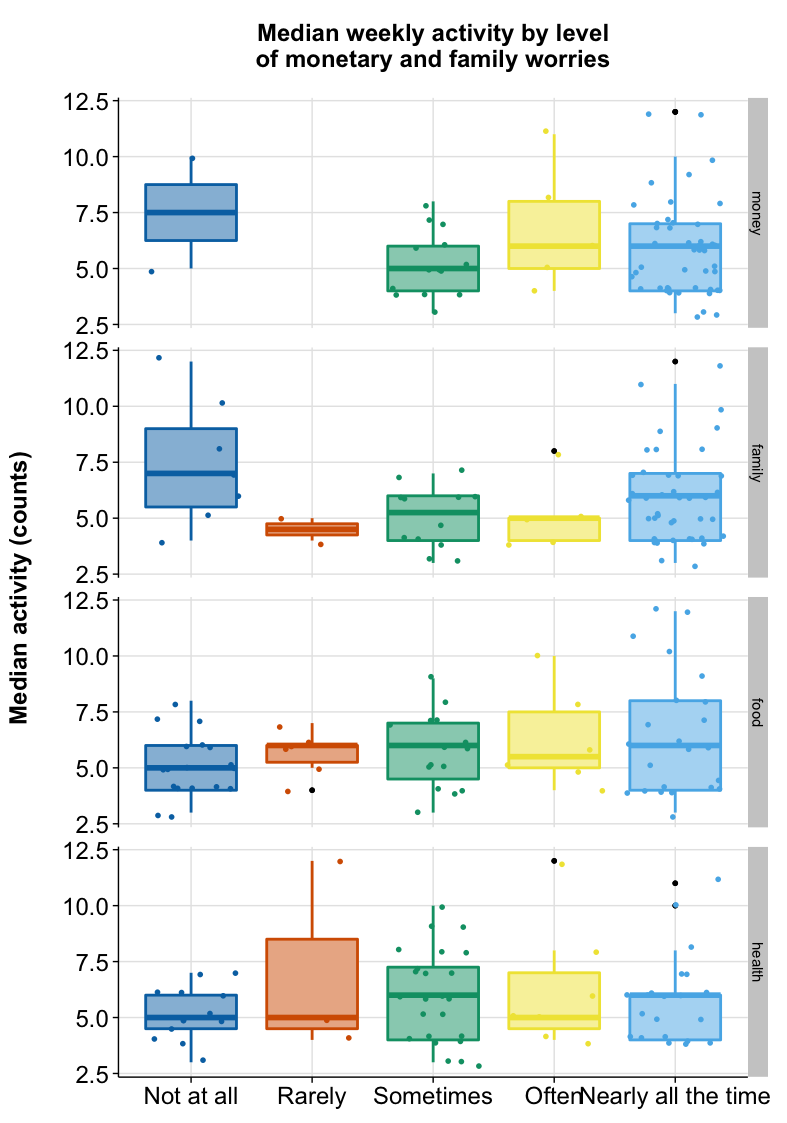 Median weekly activity by level
of monetary and family worries
Median activity (counts)
12.5
10.0
7.5
5.0
2.5
money
12.5
10.0
7.5
5.0
2.5
family
12.5
10.0
7.5
5.0
2.5
food
12.5
10.0
7.5
5.0
2.5
health
Not at all
Rarely
Sometimes
Often
Nearly all the time